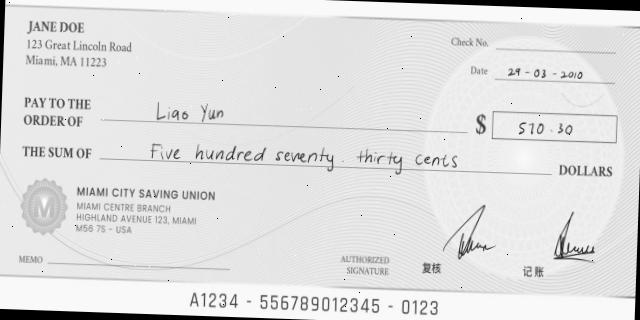 JANE DOE
123 Great Lincoln Road
Miami, MA 11223
Check No.
Date 29-03-2010
PAY TO THE
ORDER OF Liao Yun
$ 570.30
THE SUM OF Five hundred seventy. thirty cents DOLLARS
M
MIAMI CITY SAVING UNION
MIAMI CENTRE BRANCH
HIGHLAND AVENUE 123, MIAMI
M56 7S - USA
MEMO
AUTHORIZED
SIGNATURE
复核
记账
A1234 - 556789012345 - 0123